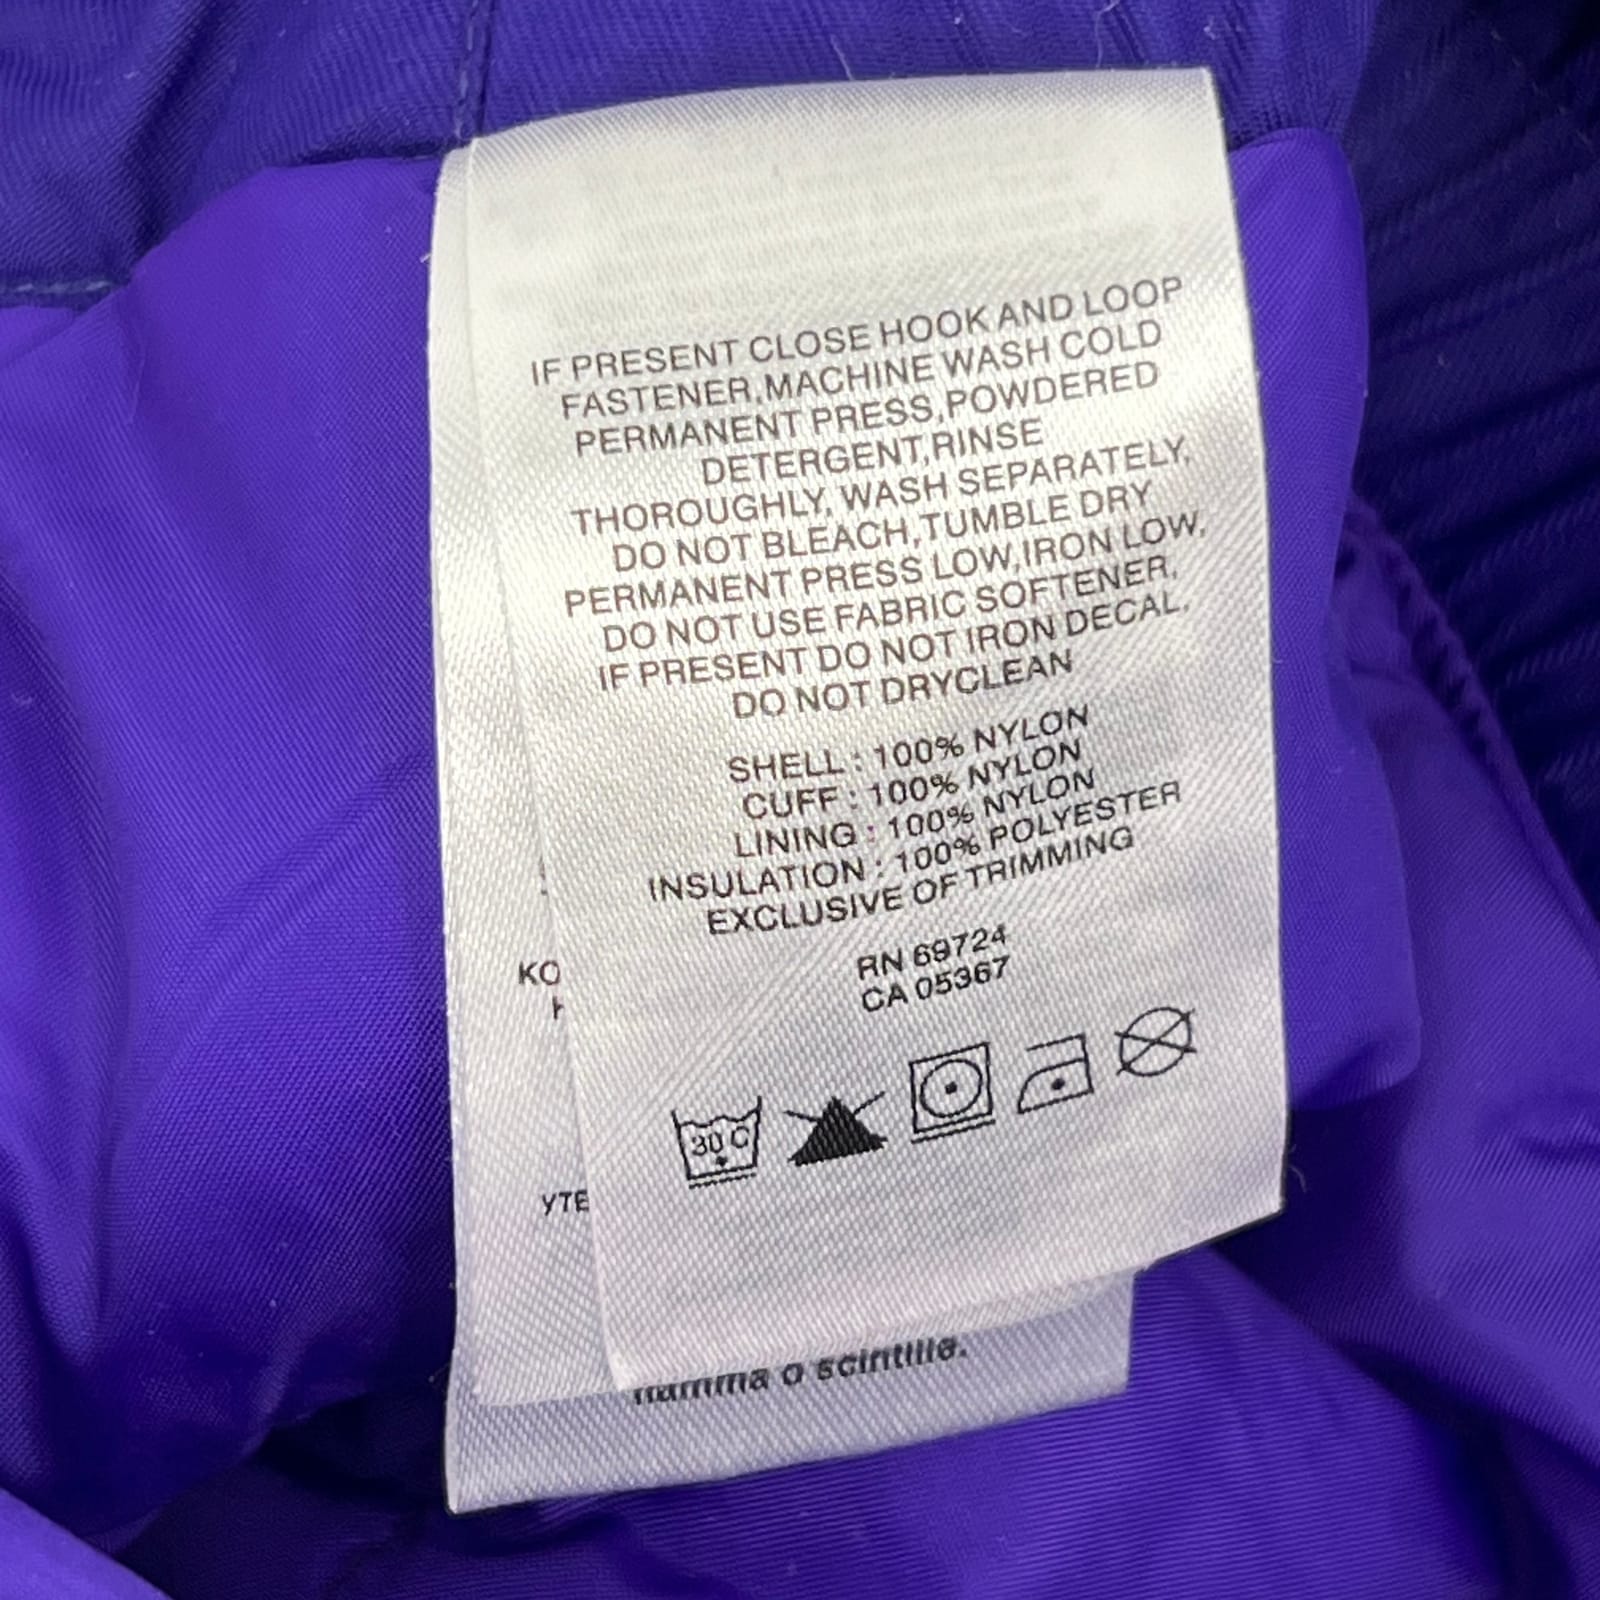 IF PRESENT CLOSE HOOK AND LOOP
FASTENER,MACHINE WASH COLD
PERMANENT PRESS,POWDERED
DETERGENT,RINSE
THOROUGHLY, WASH SEPARATELY,
DO NOT BLEACH,TUMBLE DRY
PERMANENT PRESS LOW,IRON LOW,
DO NOT USE FABRIC SOFTENER,
IF PRESENT DO NOT IRON DECAL,
DO NOT DRYCLEAN
SHELL : 100% NYLON
CUFF : 100% NYLON
LINING : 100% NYLON
INSULATION : 100% POLYESTER
EXCLUSIVE OF TRIMMING
RN 69724
CA 05367
30 C
KO
УТЕ
fiamma o scintille.